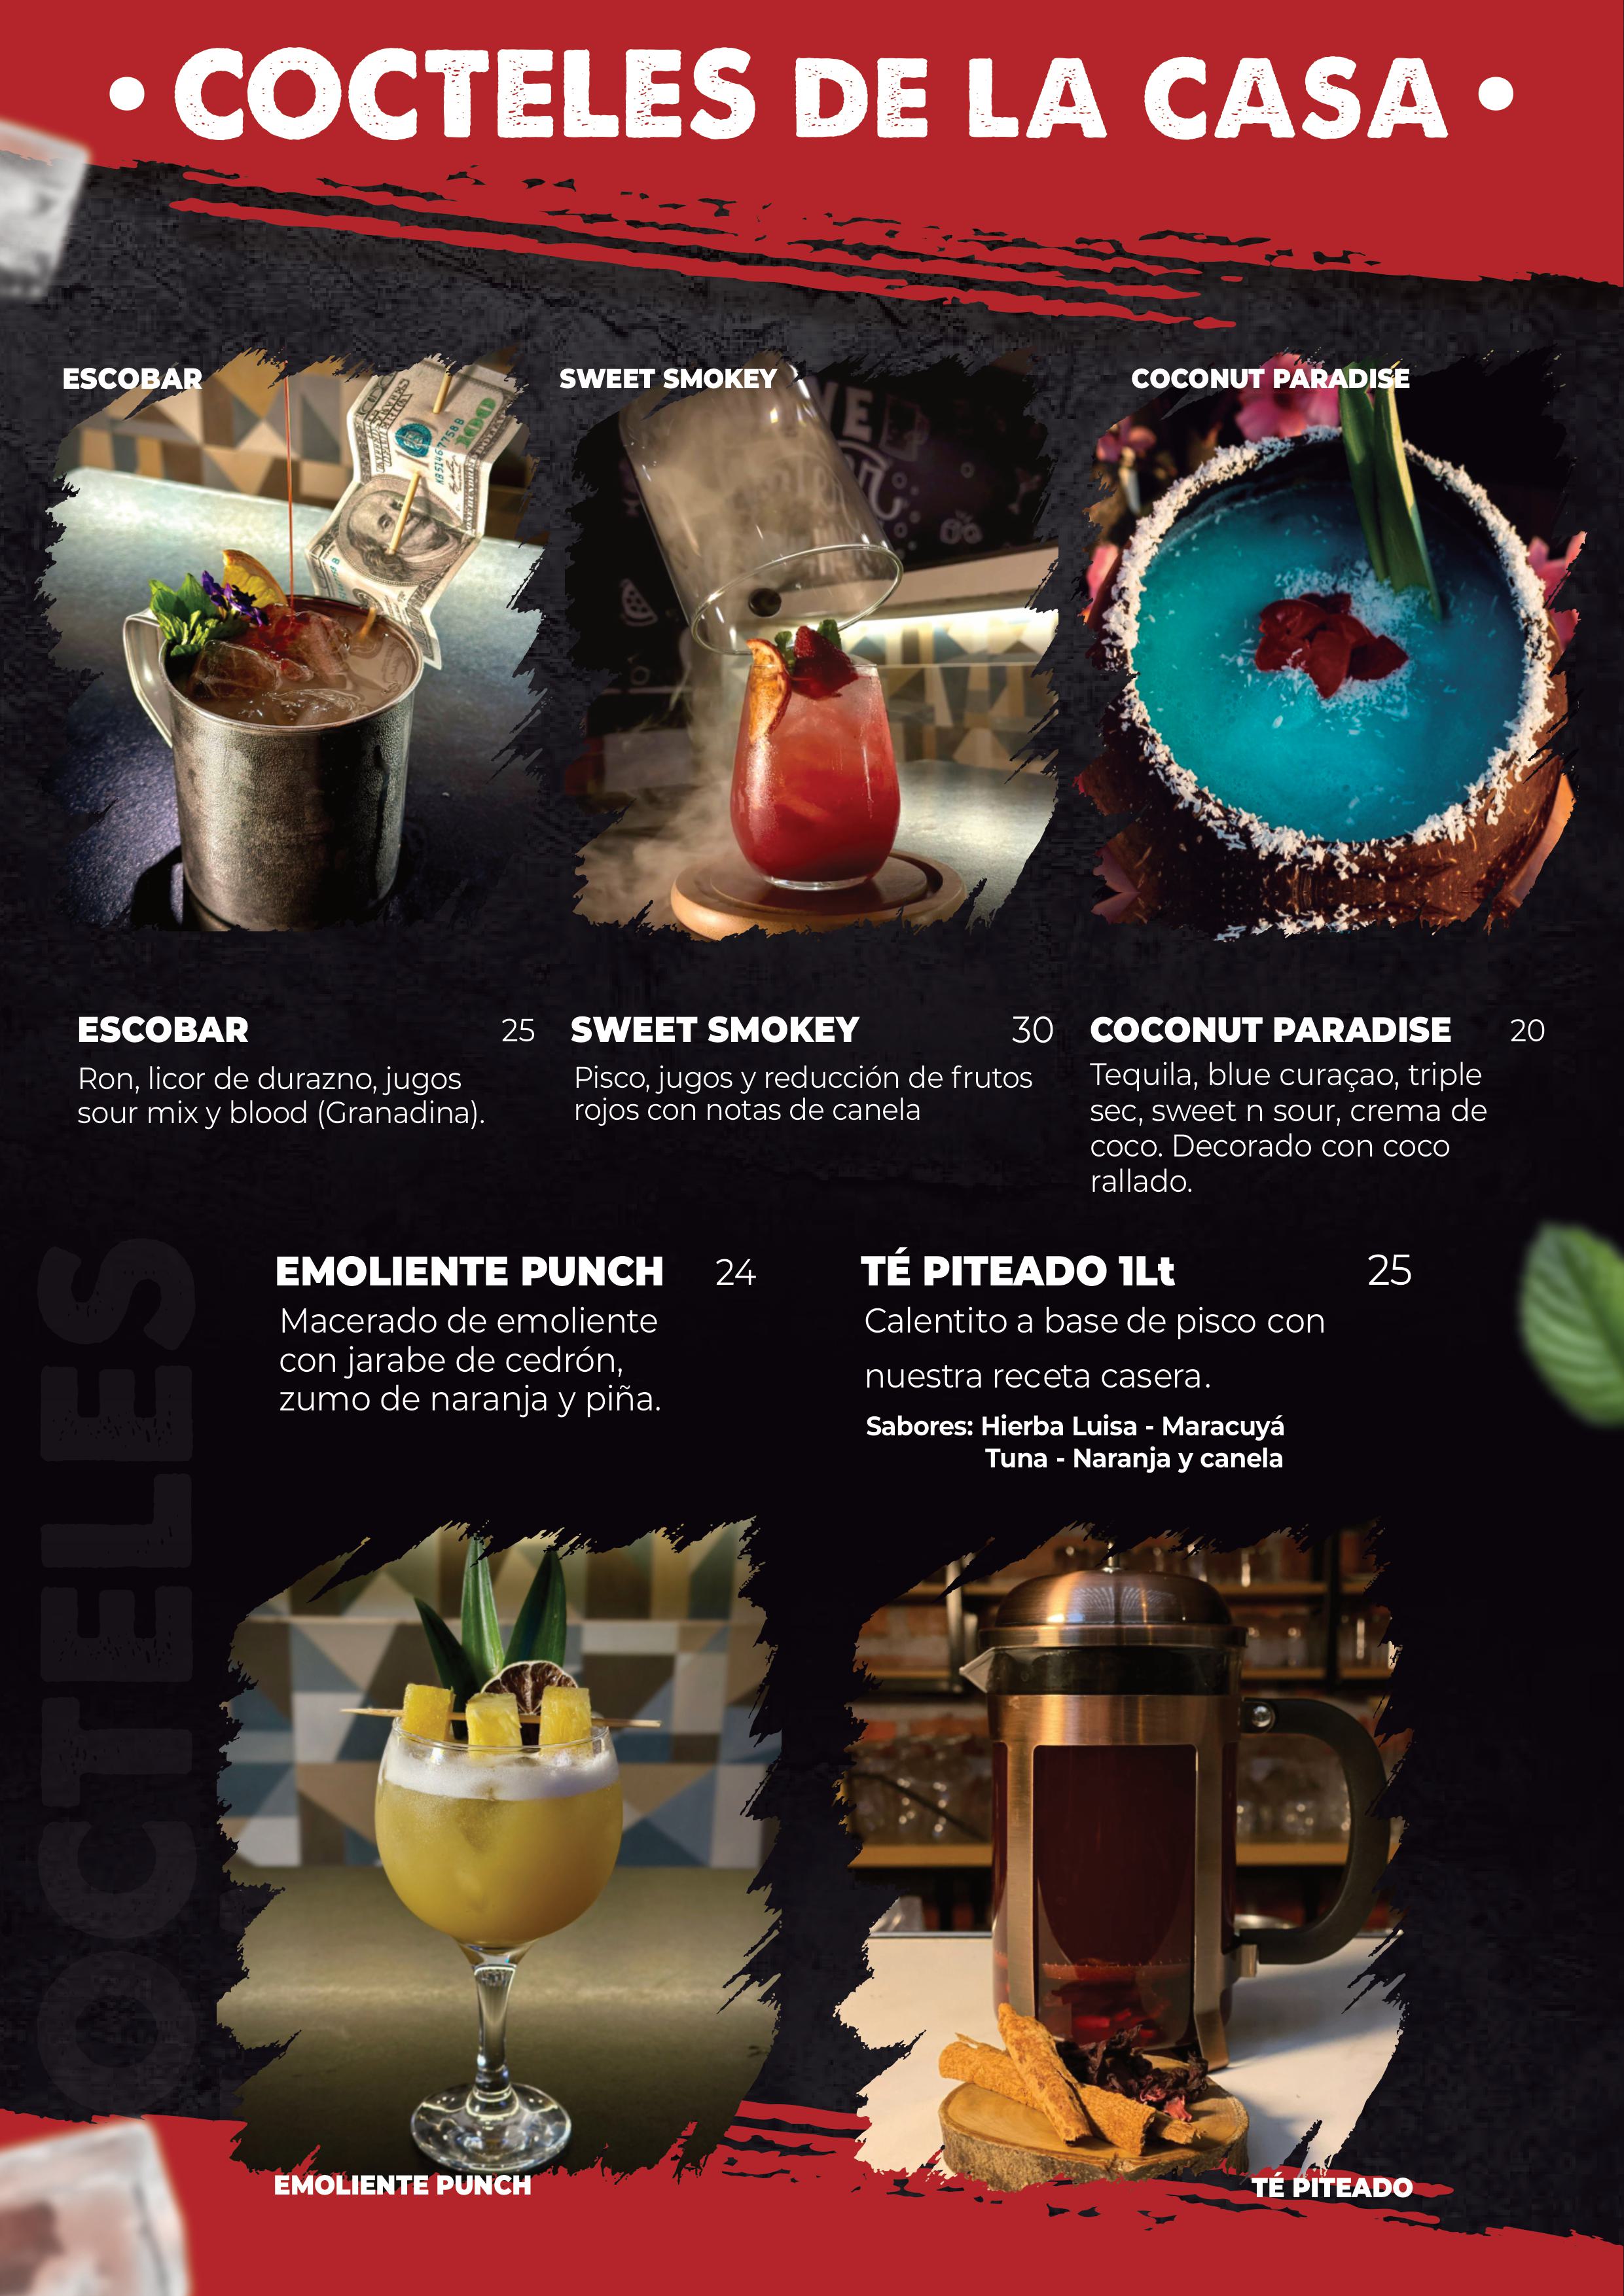 • COCTELES DE LA CASA •
ESCOBAR
SWEET SMOKEY
COCONUT PARADISE
ESCOBAR 25
Ron, licor de durazno, jugos
sour mix y blood (Granadina).
SWEET SMOKEY 30
Pisco, jugos y reducción de frutos
rojos con notas de canela
COCONUT PARADISE 20
Tequila, blue curaçao, triple
sec, sweet n sour, crema de
coco. Decorado con coco
rallado.
EMOLIENTE PUNCH 24
Macerado de emoliente
con jarabe de cedrón,
zumo de naranja y piña.
TÉ PITEADO 1Lt 25
Calentito a base de pisco con
nuestra receta casera.
Sabores: Hierba Luisa - Maracuyá
Tuna - Naranja y canela
OCTELES
EMOLIENTE PUNCH
TÉ PITEADO